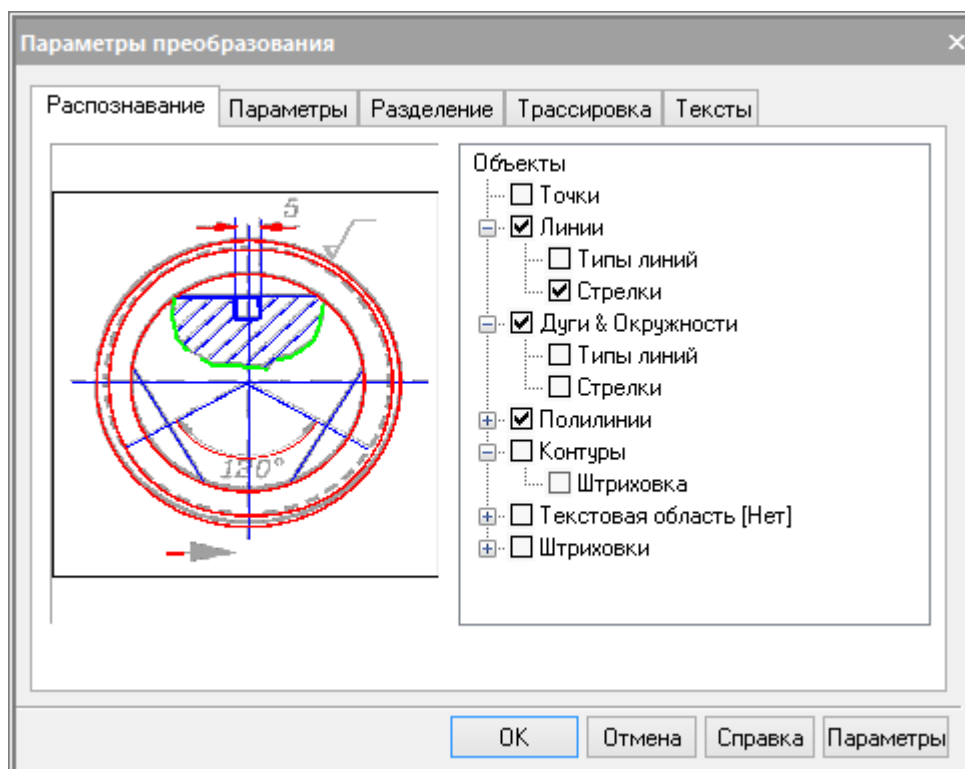 Параметры преобразования
Распознавание Параметры Разделение Трассировка Тексты
5
120°
Объекты
Точки
Линии
Типы линий
Стрелки
Дуги & Окружности
Типы линий
Стрелки
Полилинии
Контуры
Штриховка
Текстовая область [Нет]
Штриховки
OK Отмена Справка Параметры